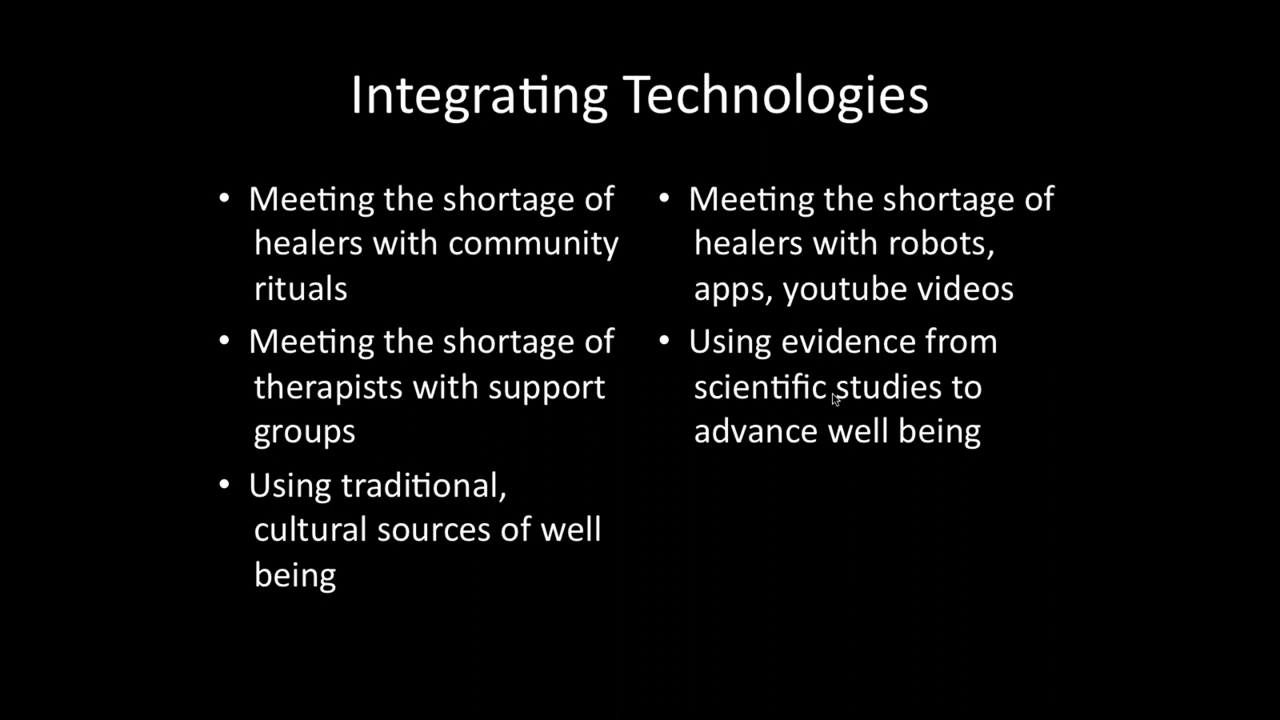 Integrating Technologies
• Meeting the shortage of
healers with community
rituals
• Meeting the shortage of
therapists with support
groups
• Using traditional,
cultural sources of well
being
• Meeting the shortage of
healers with robots,
apps, youtube videos
• Using evidence from
scientific studies to
advance well being